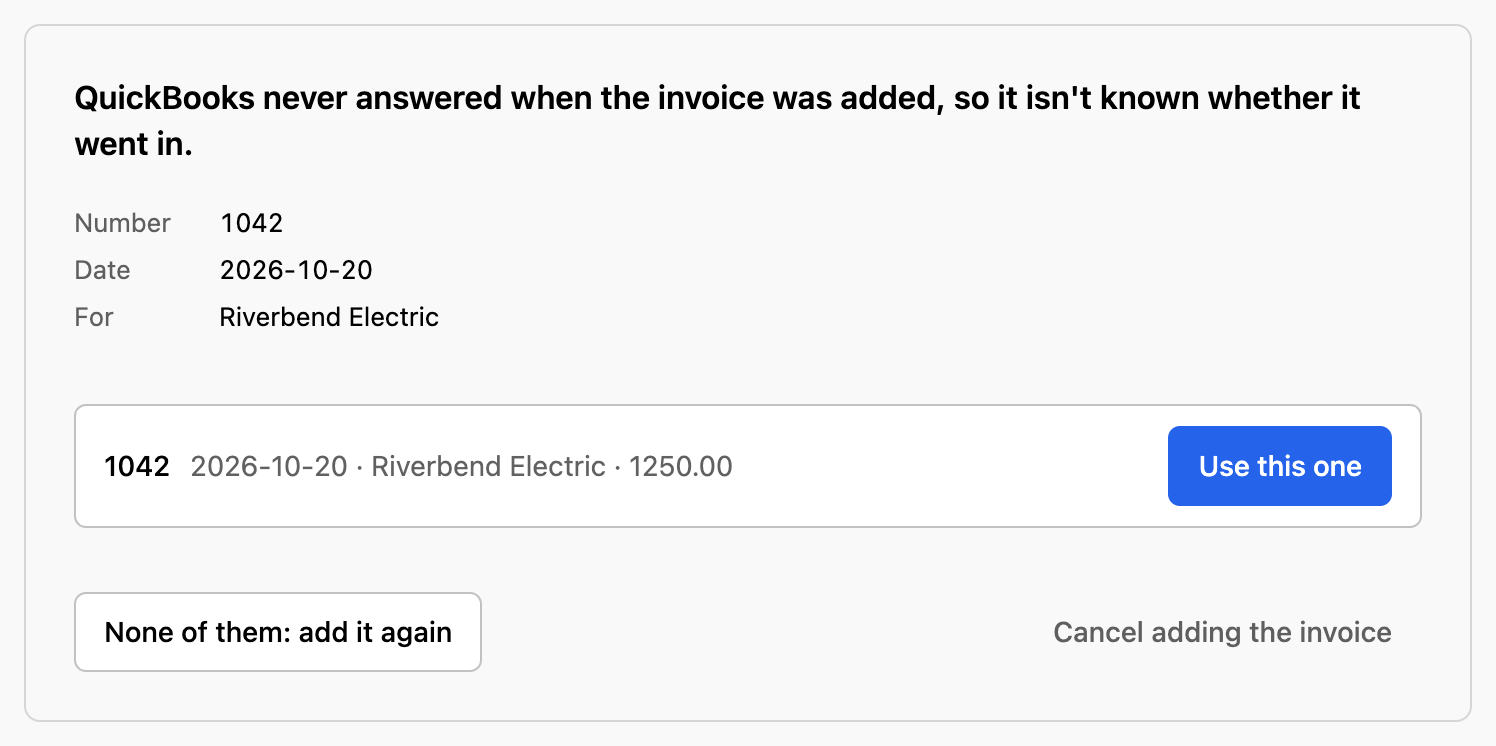 QuickBooks never answered when the invoice was added, so it isn't known whether it
went in.
Number 1042
Date 2026-10-20
For Riverbend Electric
1042 2026-10-20 · Riverbend Electric · 1250.00 Use this one
None of them: add it again Cancel adding the invoice